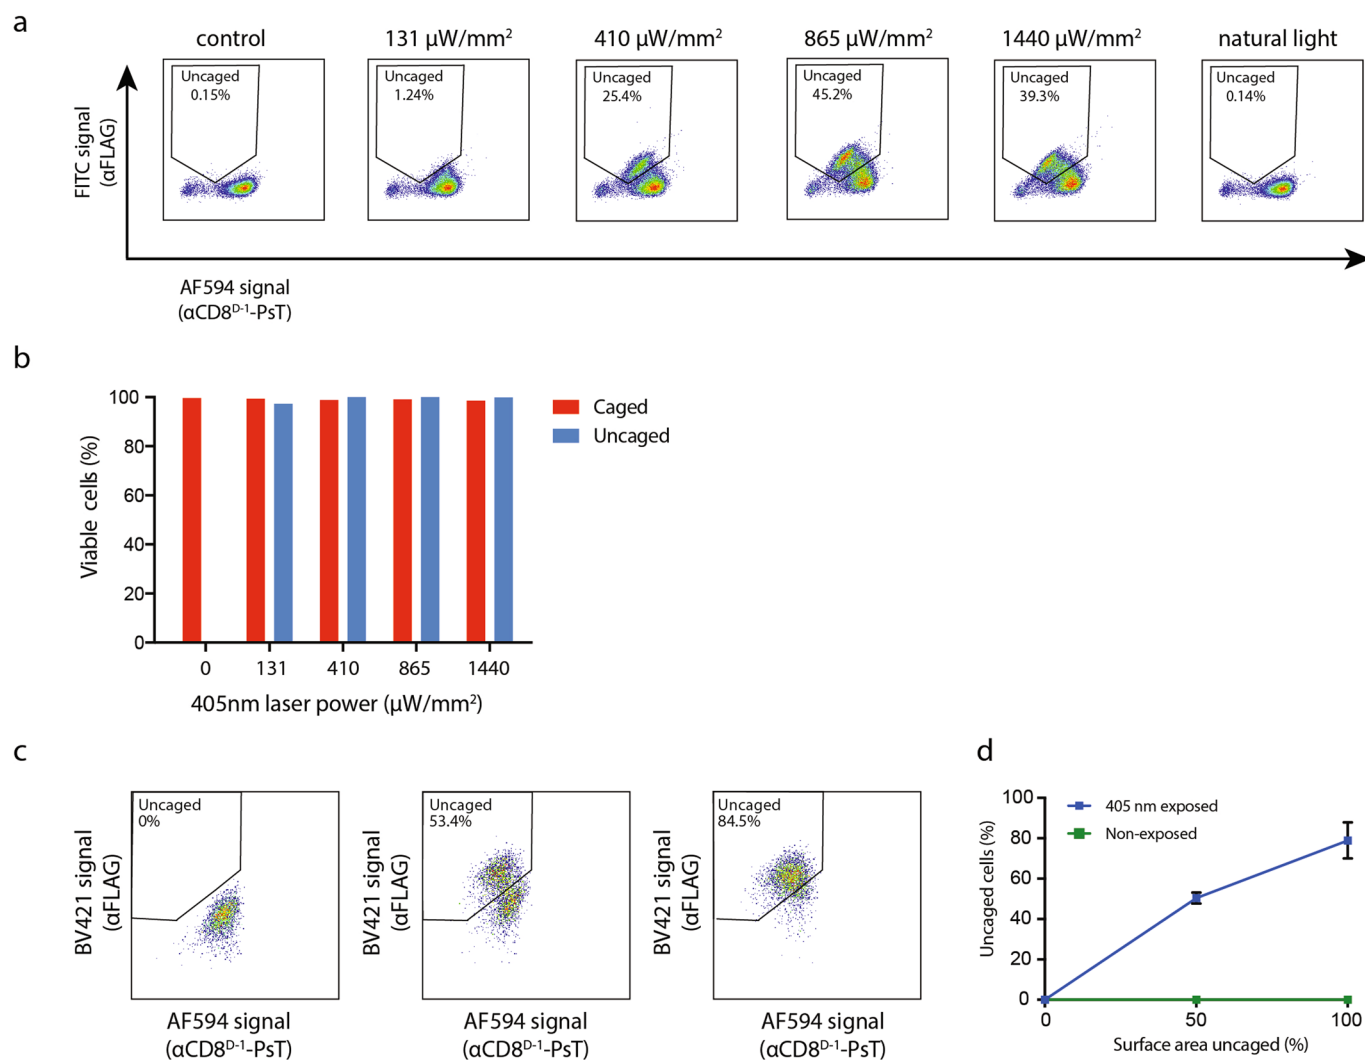 a
control
131 µW/mm²
410 µW/mm²
865 µW/mm²
1440 µW/mm²
natural light
Uncaged
0.15%
Uncaged
1.24%
Uncaged
25.4%
Uncaged
45.2%
Uncaged
39.3%
Uncaged
0.14%
FITC signal
(αFLAG)
AF594 signal
(αCD8ᴰ⁻¹-PsT)
b
100
80
60
40
20
0
Viable cells (%)
0
131
410
865
1440
405nm laser power (µW/mm²)
Caged
Uncaged
c
BV421 signal
(αFLAG)
Uncaged
0%
AF594 signal
(αCD8ᴰ⁻¹-PsT)
BV421 signal
(αFLAG)
Uncaged
53.4%
AF594 signal
(αCD8ᴰ⁻¹-PsT)
BV421 signal
(αFLAG)
Uncaged
84.5%
AF594 signal
(αCD8ᴰ⁻¹-PsT)
d
Uncaged cells (%)
100
80
60
40
20
0
405 nm exposed
Non-exposed
0
50
100
Surface area uncaged (%)